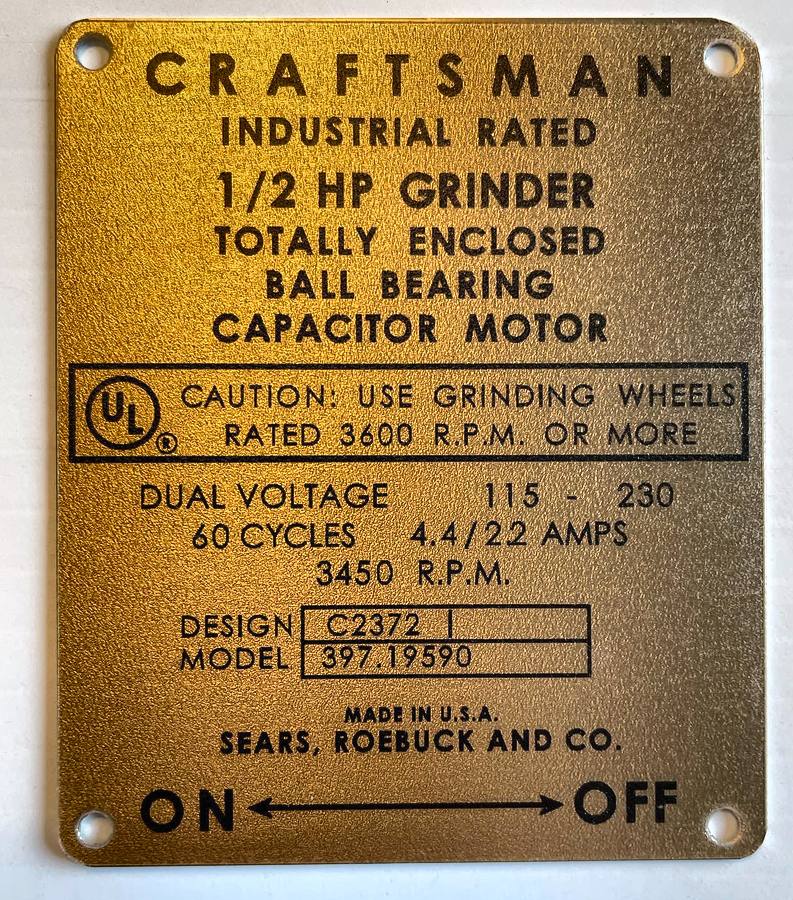 CRAFTSMAN
INDUSTRIAL RATED
1/2 HP GRINDER
TOTALLY ENCLOSED
BALL BEARING
CAPACITOR MOTOR
UL ® CAUTION: USE GRINDING WHEELS
RATED 3600 R.P.M. OR MORE
DUAL VOLTAGE 115 - 230
60 CYCLES 4.4/2.2 AMPS
3450 R.P.M.
DESIGN C2372 |
MODEL 397.19590
MADE IN U.S.A.
SEARS, ROEBUCK AND CO.
ON ↔ OFF